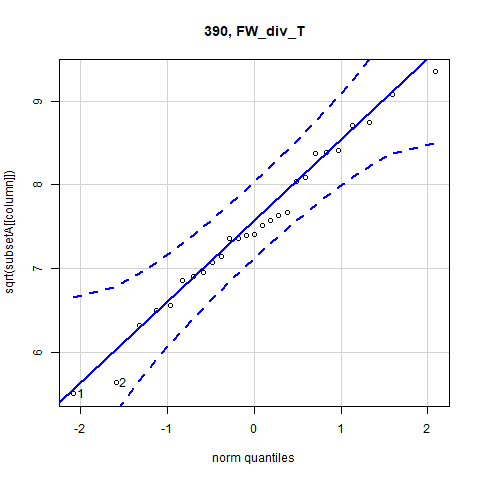 390, FW_div_T
sqrt(subsetA[[column]])
9
8
7
6
1
2
-2 -1 0 1 2
norm quantiles